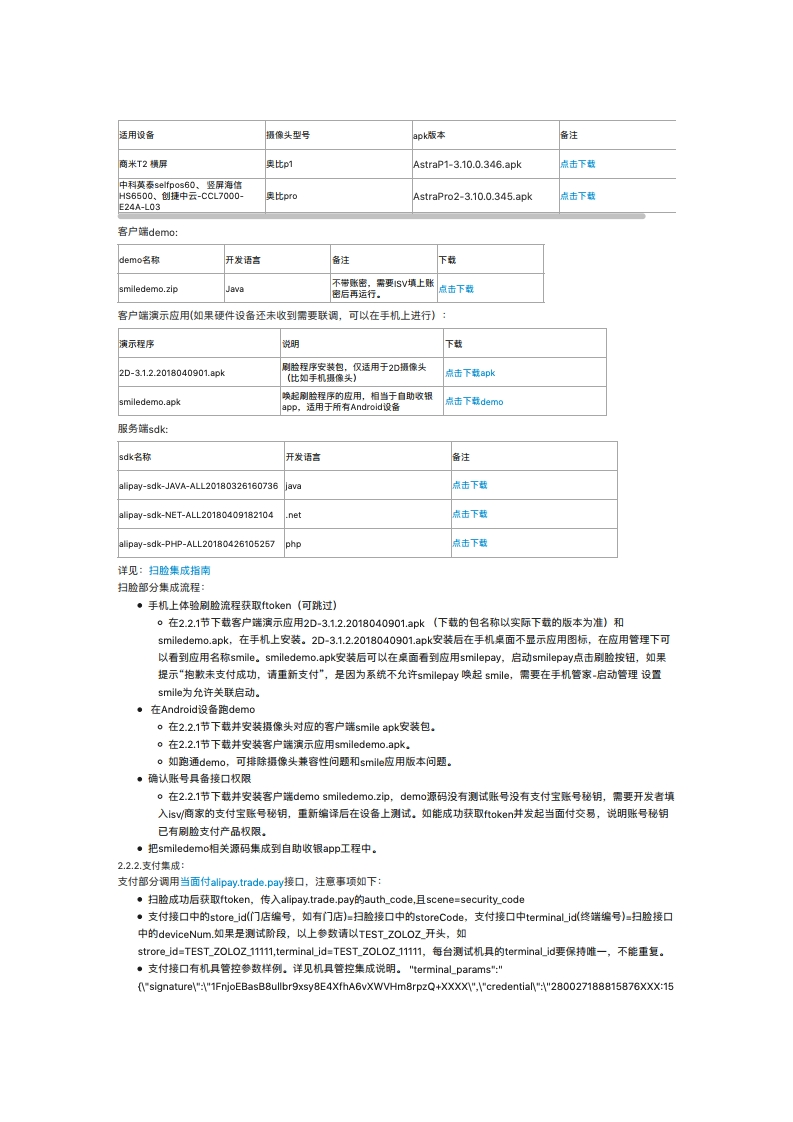 适用设备 摄像头型号 apk版本 备注
商米T2 横屏 奥比p1 AstraP1-3.10.0.346.apk 点击下载
中科英泰selfpos60、 竖屏海信
HS6500、创捷中云-CCL7000-
E24A-L03 奥比pro AstraPro2-3.10.0.345.apk 点击下载
客户端demo:
demo名称 开发语言 备注 下载
smiledemo.zip Java 不带账密，需要ISV填上账
密后再运行。 点击下载
客户端演示应用(如果硬件设备还未收到需要联调，可以在手机上进行) ：
演示程序 说明 下载
2D-3.1.2.2018040901.apk 刷脸程序安装包，仅适用于2D摄像头
（比如手机摄像头） 点击下载apk
smiledemo.apk 唤起刷脸程序的应用，相当于自助收银
app，适用于所有Android设备 点击下载demo
服务端sdk:
sdk名称 开发语言 备注
alipay-sdk-JAVA-ALL20180326160736 java 点击下载
alipay-sdk-NET-ALL20180409182104 .net 点击下载
alipay-sdk-PHP-ALL20180426105257 php 点击下载
详见：扫脸集成指南
扫脸部分集成流程：
● 手机上体验刷脸流程获取ftoken（可跳过）
○ 在2.2.1节下载客户端演示应用2D-3.1.2.2018040901.apk （下载的包名称以实际下载的版本为准）和
smiledemo.apk，在手机上安装。2D-3.1.2.2018040901.apk安装后在手机桌面不显示应用图标，在应用管理下可
以看到应用名称smile。smiledemo.apk安装后可以在桌面看到应用smilepay，启动smilepay点击刷脸按钮，如果
提示“抱歉未支付成功，请重新支付”，是因为系统不允许smilepay 唤起 smile，需要在手机管家-启动管理 设置
smile为允许关联启动。
● 在Android设备跑demo
○ 在2.2.1节下载并安装摄像头对应的客户端smile apk安装包。
○ 在2.2.1节下载并安装客户端演示应用smiledemo.apk。
○ 如跑通demo，可排除摄像头兼容性问题和smile应用版本问题。
● 确认账号具备接口权限
○ 在2.2.1节下载并安装客户端demo smiledemo.zip，demo源码没有测试账号没有支付宝账号秘钥，需要开发者填
入isv/商家的支付宝账号秘钥，重新编译后在设备上测试。如能成功获取ftoken并发起当面付交易，说明账号秘钥
已有刷脸支付产品权限。
● 把smiledemo相关源码集成到自助收银app工程中。
2.2.2.支付集成：
支付部分调用当面付alipay.trade.pay接口，注意事项如下：
● 扫脸成功后获取ftoken，传入alipay.trade.pay的auth_code,且scene=security_code
● 支付接口中的store_id(门店编号，如有门店)=扫脸接口中的storeCode，支付接口中terminal_id(终端编号)=扫脸接口
中的deviceNum.如果是测试阶段，以上参数请以TEST_ZOLOZ_开头，如
strore_id=TEST_ZOLOZ_11111,terminal_id=TEST_ZOLOZ_11111，每台测试机具的terminal_id要保持唯一，不能重复。
● 支付接口有机具管控参数样例。详见机具管控集成说明。 "terminal_params":"
{\"signature\":\"1FnjoEBasB8ullbr9xsy8E4XfhA6vXWVHm8rpzQ+XXXX\",\"credential\":\"280027188815876XXX:15